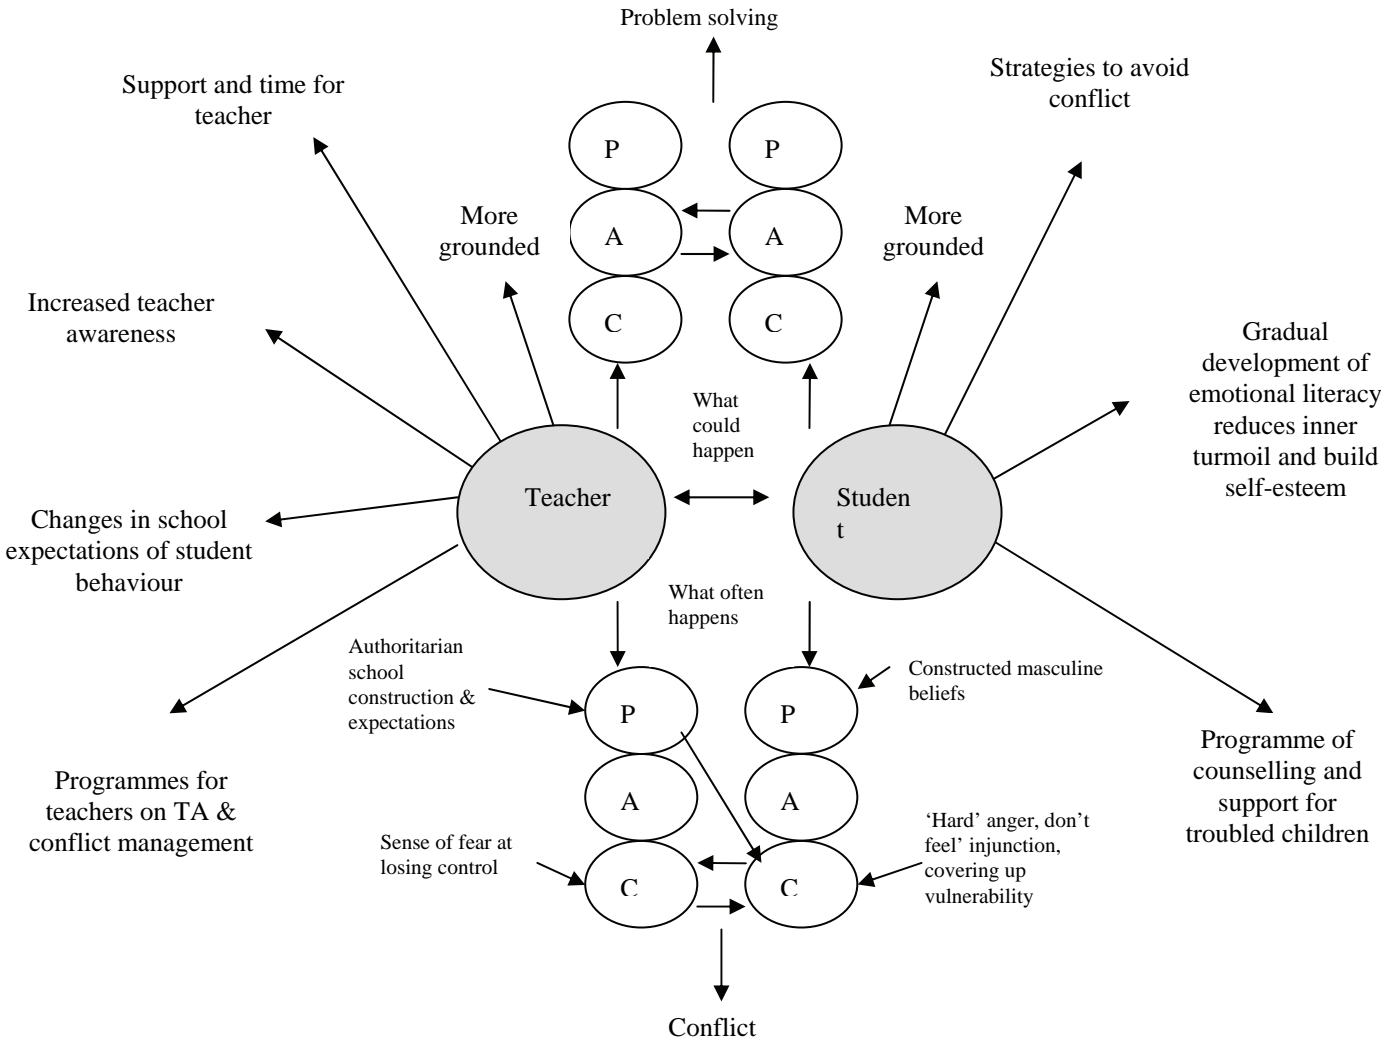 Problem solving
Support and time for
teacher
Strategies to avoid
conflict
P
P
More
grounded
A
A
More
grounded
C
C
Increased teacher
awareness
Gradual
development of
emotional literacy
reduces inner
turmoil and build
self-esteem
What
could
happen
Teacher
Studen
t
Changes in school
expectations of student
behaviour
What often
happens
Authoritarian
school
construction &
expectations
Constructed masculine
beliefs
P
P
A
A
C
C
Programmes for
teachers on TA &
conflict management
Sense of fear at
losing control
‘Hard’ anger, don’t
feel’ injunction,
covering up
vulnerability
Programme of
counselling and
support for
troubled children
Conflict